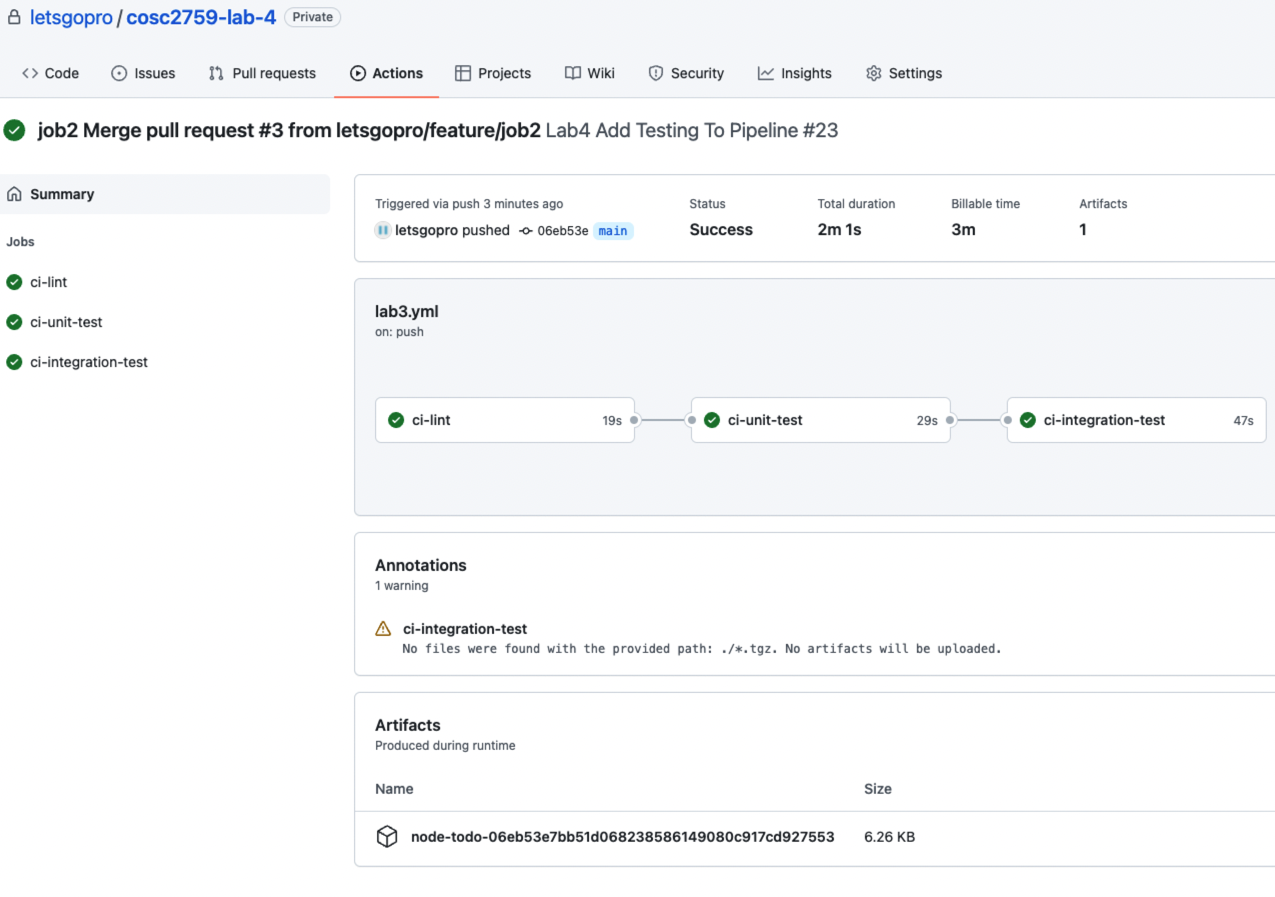 letsgopro / cosc2759-lab-4 Private
Code Issues Pull requests Actions Projects Wiki Security Insights Settings
job2 Merge pull request #3 from letsgopro/feature/job2 Lab4 Add Testing To Pipeline #23
Summary
Jobs
ci-lint
ci-unit-test
ci-integration-test
Triggered via push 3 minutes ago Status Total duration Billable time Artifacts
letsgopro pushed 06eb53e main Success 2m 1s 3m 1
lab3.yml
on: push
ci-lint 19s ci-unit-test 29s ci-integration-test 47s
Annotations
1 warning
ci-integration-test
No files were found with the provided path: ./*.tgz. No artifacts will be uploaded.
Artifacts
Produced during runtime
Name Size
node-todo-06eb53e7bb51d068238586149080c917cd927553 6.26 KB